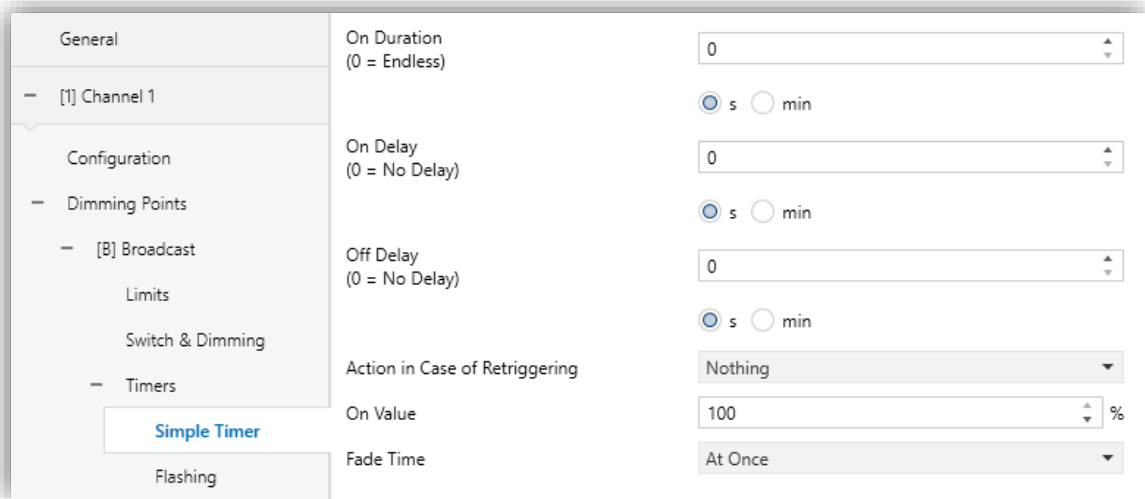 General
[1] Channel 1
Configuration
Dimming Points
[B] Broadcast
Limits
Switch & Dimming
Timers
Simple Timer
Flashing
On Duration
(0 = Endless)
0
s min
On Delay
(0 = No Delay)
0
s min
Off Delay
(0 = No Delay)
0
s min
Action in Case of Retriggering Nothing
On Value 100 %
Fade Time At Once